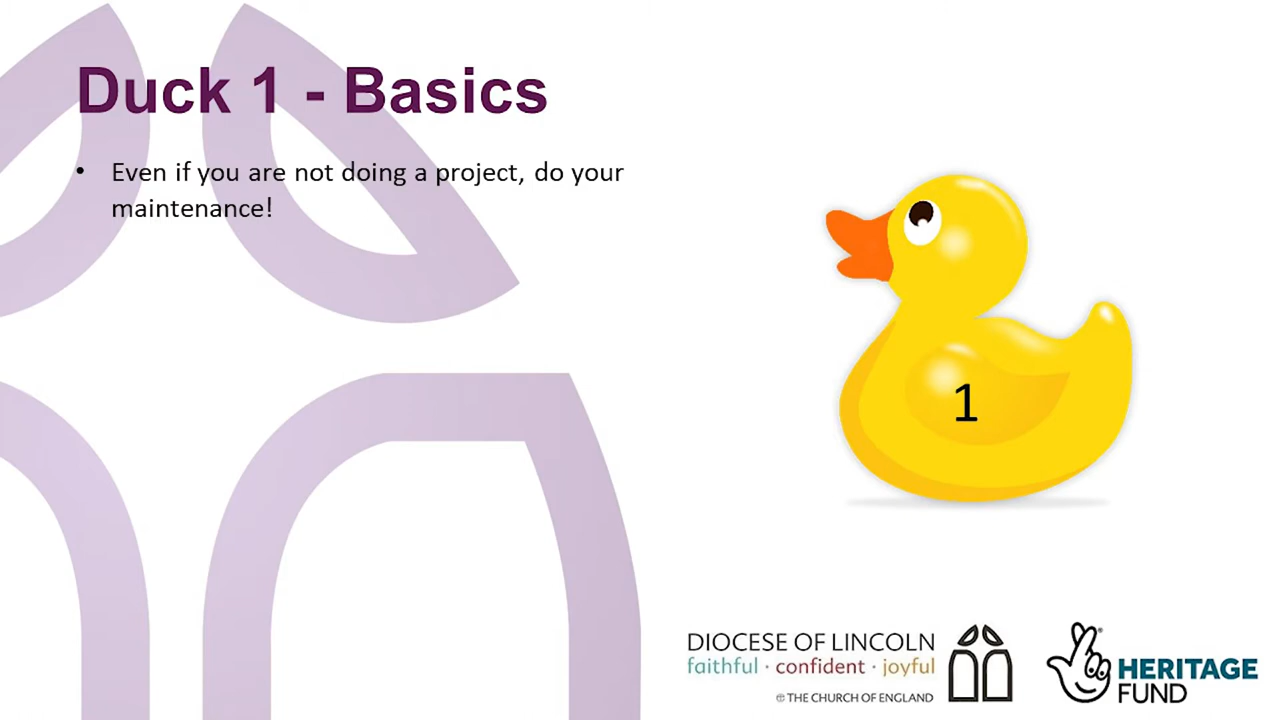 Duck 1 - Basics
• Even if you are not doing a project, do your
maintenance!
1
DIOCESE OF LINCOLN
faithful · confident · joyful
THE CHURCH OF ENGLAND
HERITAGE
FUND